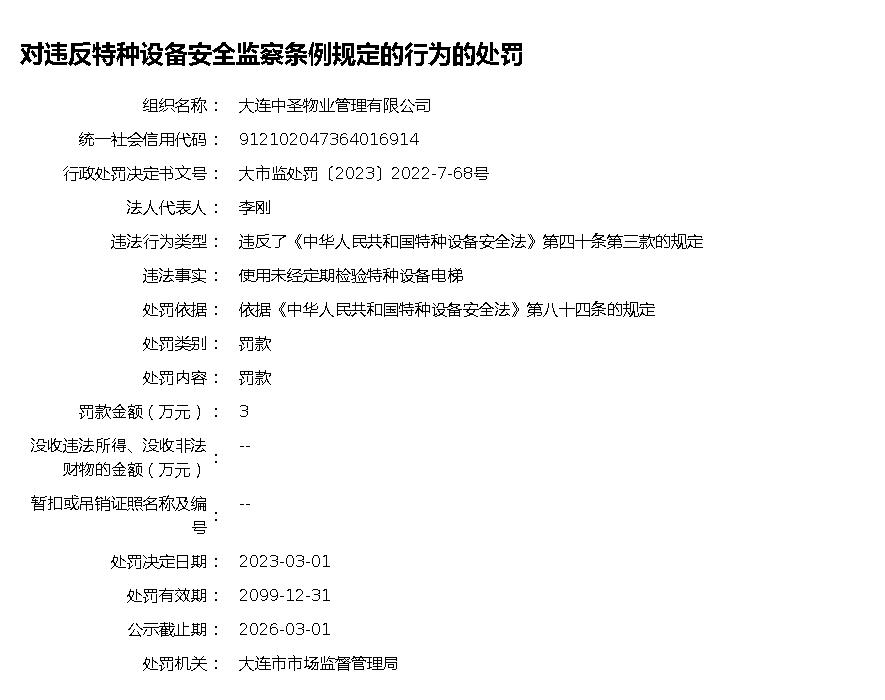 对违反特种设备安全监察条例规定的行为的处罚
组织名称： 大连中圣物业管理有限公司
统一社会信用代码： 912102047364016914
行政处罚决定书文号： 大市监处罚〔2023〕2022-7-68号
法人代表人： 李刚
违法行为类型： 违反了《中华人民共和国特种设备安全法》第四十条第三款的规定
违法事实： 使用未经定期检验特种设备电梯
处罚依据： 依据《中华人民共和国特种设备安全法》第八十四条的规定
处罚类别： 罚款
处罚内容： 罚款
罚款金额（万元）： 3
没收违法所得、没收非法
财物的金额（万元）： --
暂扣或吊销证照名称及编
号： --
处罚决定日期： 2023-03-01
处罚有效期： 2099-12-31
公示截止期： 2026-03-01
处罚机关： 大连市市场监督管理局